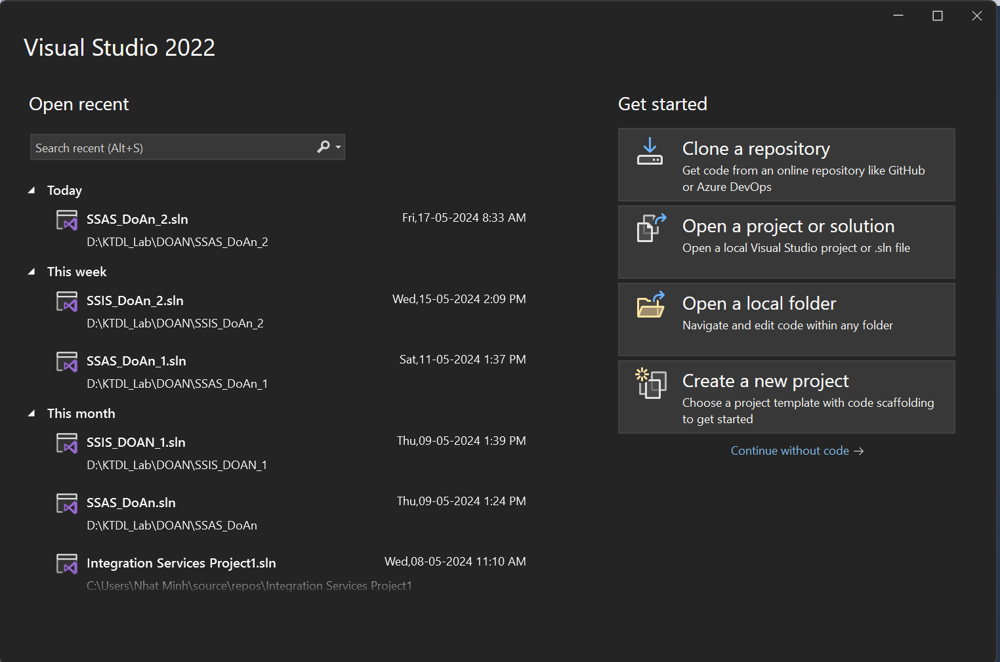 Visual Studio 2022
Open recent
Search recent (Alt+S)
Today
SSAS_DoAn_2.sln
Fri,17-05-2024 8:33 AM
D:\KTDL_Lab\DOAN\SSAS_DoAn_2
This week
SSIS_DoAn_2.sln
Wed,15-05-2024 2:09 PM
D:\KTDL_Lab\DOAN\SSIS_DoAn_2
SSAS_DoAn_1.sln
Sat,11-05-2024 1:37 PM
D:\KTDL_Lab\DOAN\SSAS_DoAn_1
This month
SSIS_DOAN_1.sln
Thu,09-05-2024 1:39 PM
D:\KTDL_Lab\DOAN\SSIS_DOAN_1
SSAS_DoAn.sln
Thu,09-05-2024 1:24 PM
D:\KTDL_Lab\DOAN\SSAS_DoAn
Integration Services Project1.sln
Wed,08-05-2024 11:10 AM
C:\Users\Nhat Minh\source\repos\Integration Services Project1
Get started
Clone a repository
Get code from an online repository like GitHub
or Azure DevOps
Open a project or solution
Open a local Visual Studio project or .sln file
Open a local folder
Navigate and edit code within any folder
Create a new project
Choose a project template with code scaffolding
to get started
Continue without code →